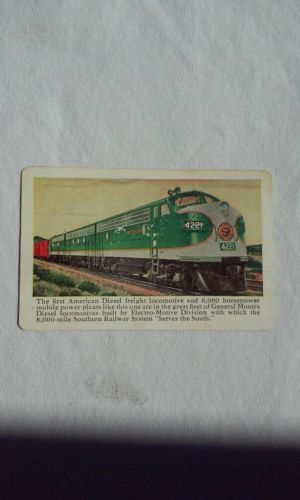 4221
4221
The first American Diesel freight locomotive and 6,000 horsepower
mobile power plants like this one are in the great fleet of General Motors
Diesel locomotives built by Electro-Motive Division with which the
8,000-mile Southern Railway System "Serves the South."